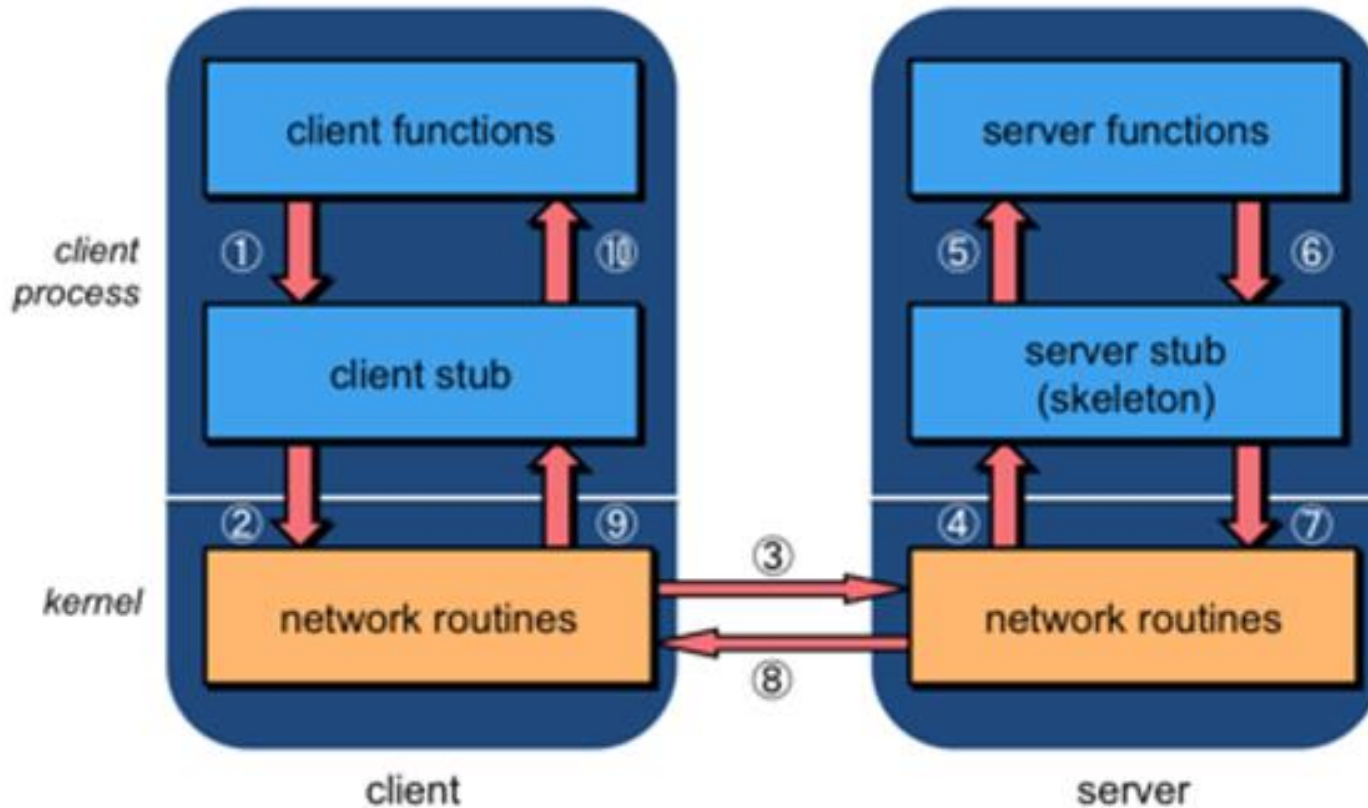 client functions
server functions
client
process
①
⑩
⑤
⑥
client stub
server stub
(skeleton)
②
⑨
④
⑦
③
kernel
network routines
network routines
⑧
client
server